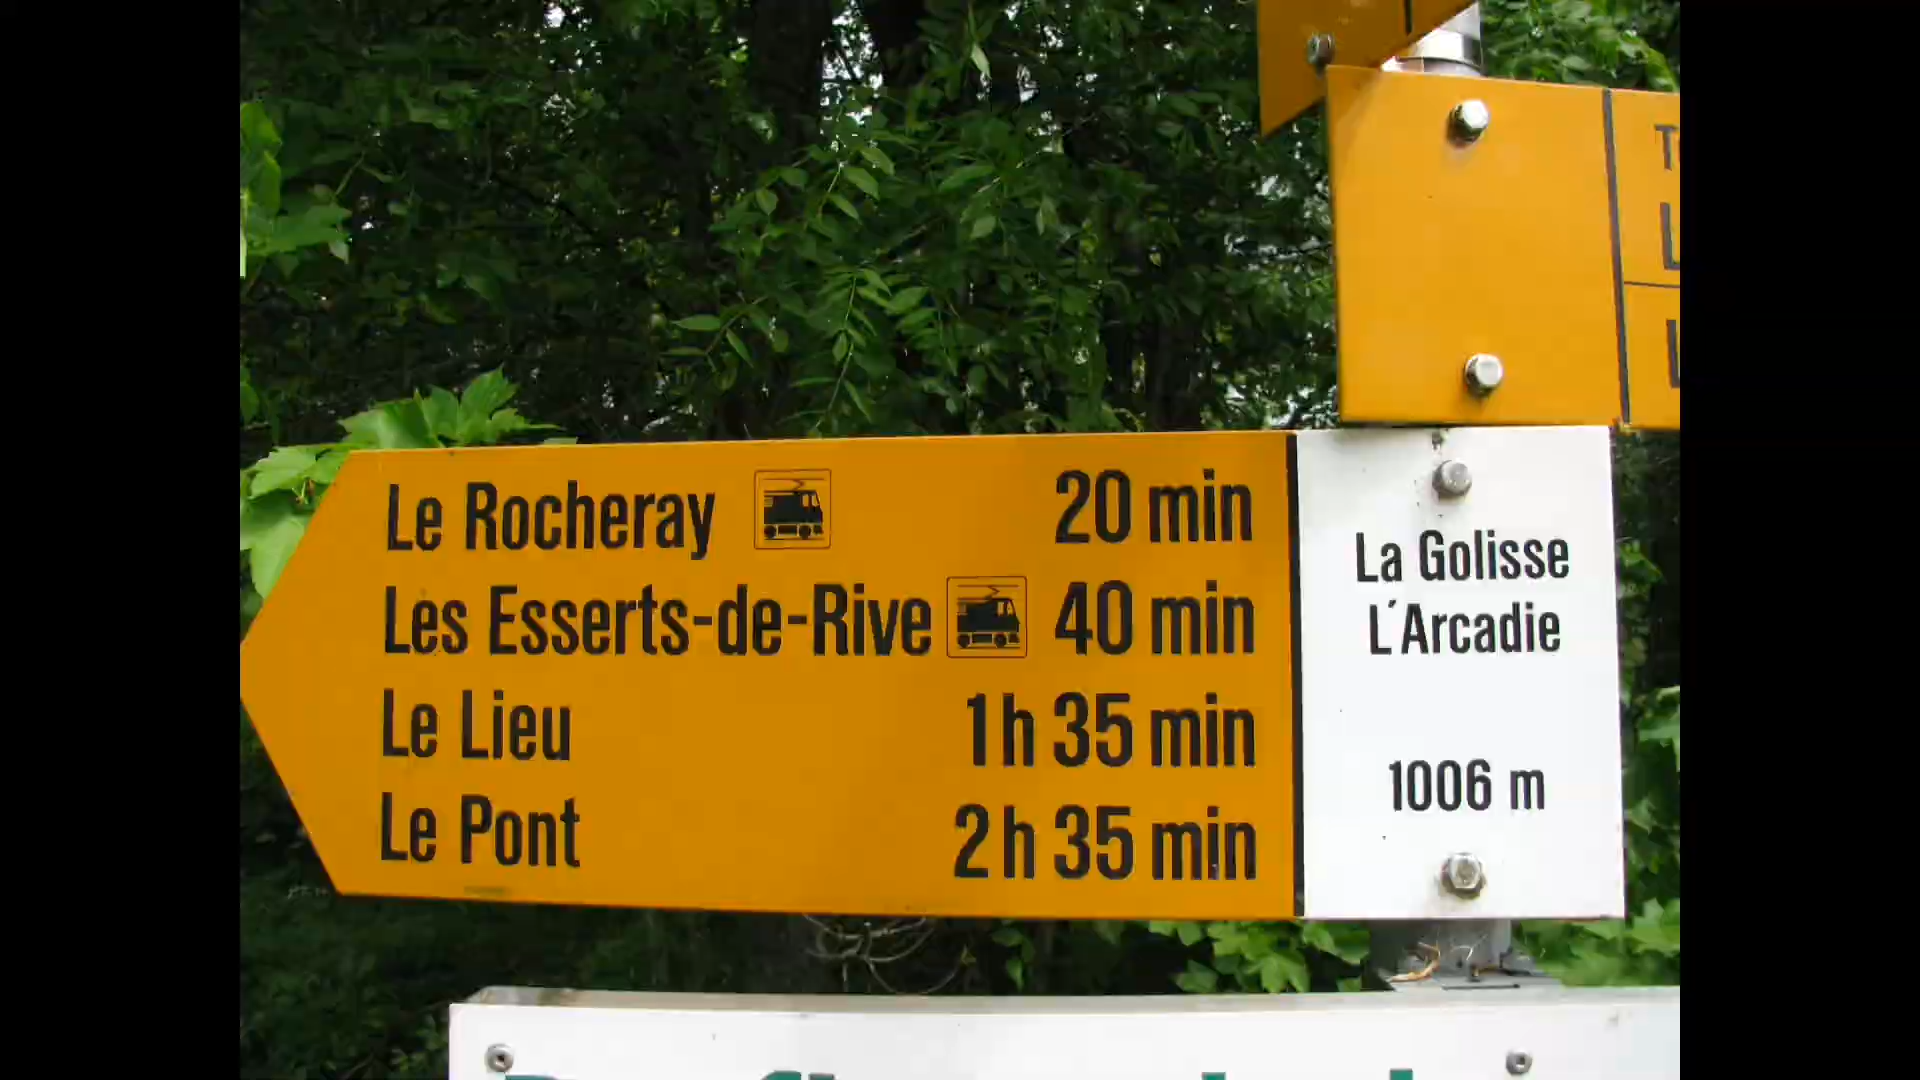 Le Rocheray 20 min
Les Esserts-de-Rive 40 min
Le Lieu 1 h 35 min
Le Pont 2 h 35 min
La Golisse
L'Arcadie
1006 m